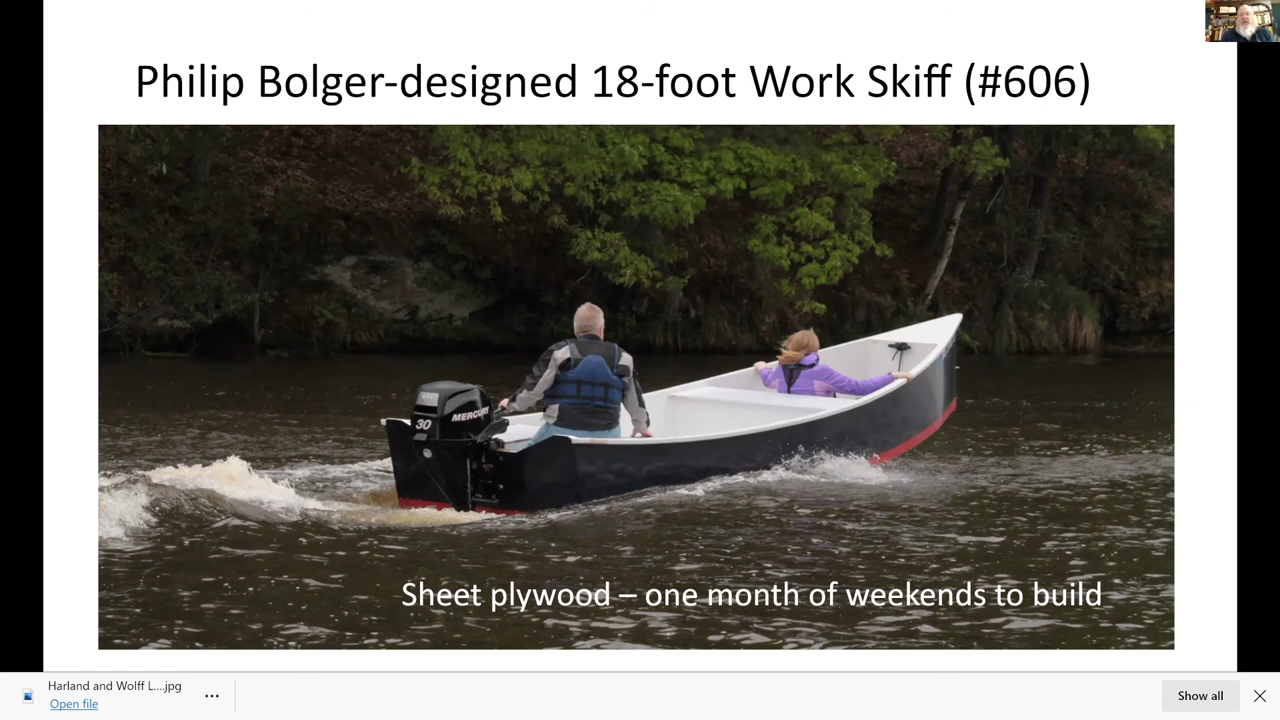 Philip Bolger-designed 18-foot Work Skiff (#606)
MERCURY
30
Sheet plywood – one month of weekends to build
Harland and Wolff L....jpg
Open file
Show all